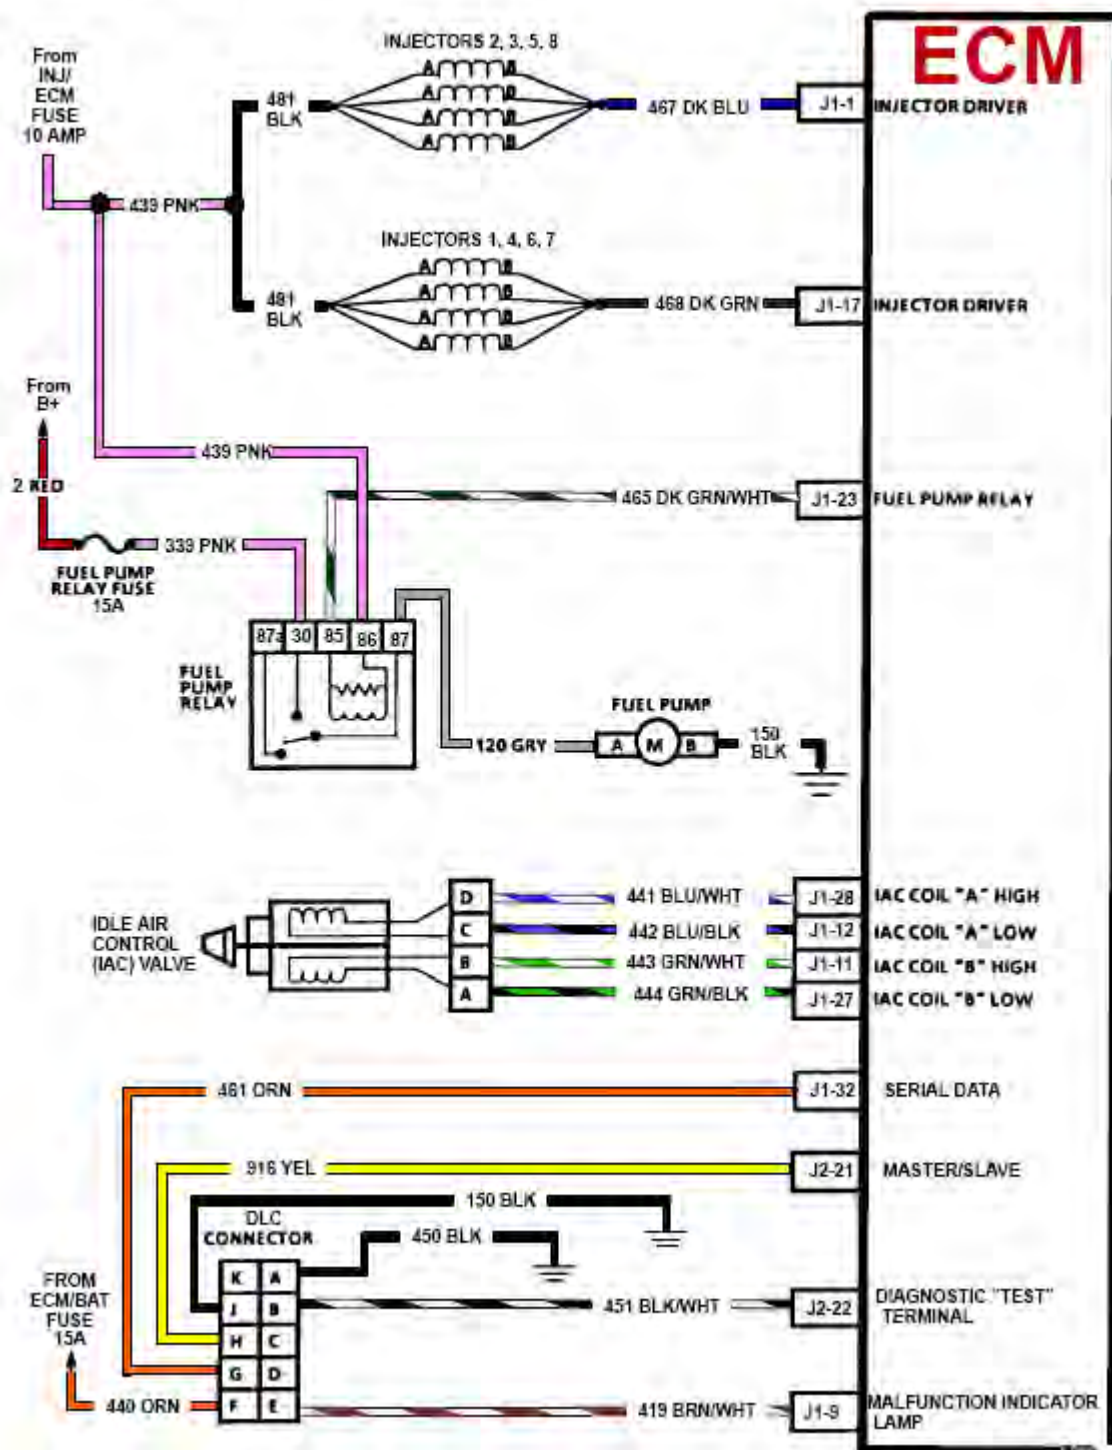 ECM
INJECTORS 2, 3, 5, 8
From
INJ/
ECM
FUSE
10 AMP
481
BLK
A B
A B
A B
A B
467 DK BLU
J1-1
INJECTOR DRIVER
439 PNK
INJECTORS 1, 4, 6, 7
481
BLK
A B
A B
A B
A B
468 DK GRN
J1-17
INJECTOR DRIVER
From
B+
439 PNK
2 RED
465 DK GRN/WHT
J1-23
FUEL PUMP RELAY
339 PNK
FUEL PUMP
RELAY FUSE
15A
87a 30 85 86 87
FUEL
PUMP
RELAY
FUEL PUMP
120 GRY
A M B
150
BLK
IDLE AIR
CONTROL
(IAC) VALVE
D
441 BLU/WHT
J1-28
IAC COIL "A" HIGH
C
442 BLU/BLK
J1-12
IAC COIL "A" LOW
B
443 GRN/WHT
J1-11
IAC COIL "B" HIGH
A
444 GRN/BLK
J1-27
IAC COIL "B" LOW
461 ORN
J1-32
SERIAL DATA
916 YEL
J2-21
MASTER/SLAVE
150 BLK
DLC
CONNECTOR
450 BLK
K A
J B
H C
G D
F E
FROM
ECM/BAT
FUSE
15A
451 BLK/WHT
J2-22
DIAGNOSTIC "TEST"
TERMINAL
440 ORN
419 BRN/WHT
J1-9
MALFUNCTION INDICATOR
LAMP